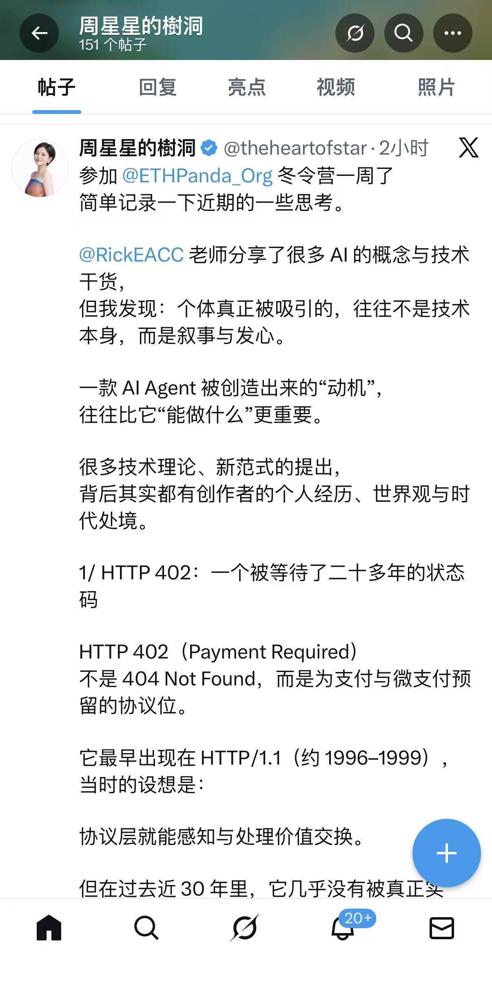 周星星的樹洞
151 个帖子
帖子
回复
亮点
视频
照片
周星星的樹洞 @theheartofstar · 2小时
参加 @ETHPanda_Org 冬令营一周了
简单记录一下近期的一些思考。
@RickEACC 老师分享了很多 AI 的概念与技术
干货，
但我发现：个体真正被吸引的，往往不是技术
本身，而是叙事与发心。
一款 AI Agent 被创造出来的“动机”，
往往比它“能做什么”更重要。
很多技术理论、新范式的提出，
背后其实都有创作者的个人经历、世界观与时
代处境。
1/ HTTP 402：一个被等待了二十多年的状态
码
HTTP 402（Payment Required）
不是 404 Not Found，而是为支付与微支付预
留的协议位。
它最早出现在 HTTP/1.1（约 1996–1999），
当时的设想是：
协议层就能感知与处理价值交换。
但在过去近 30 年里，它几乎没有被真正实
20+